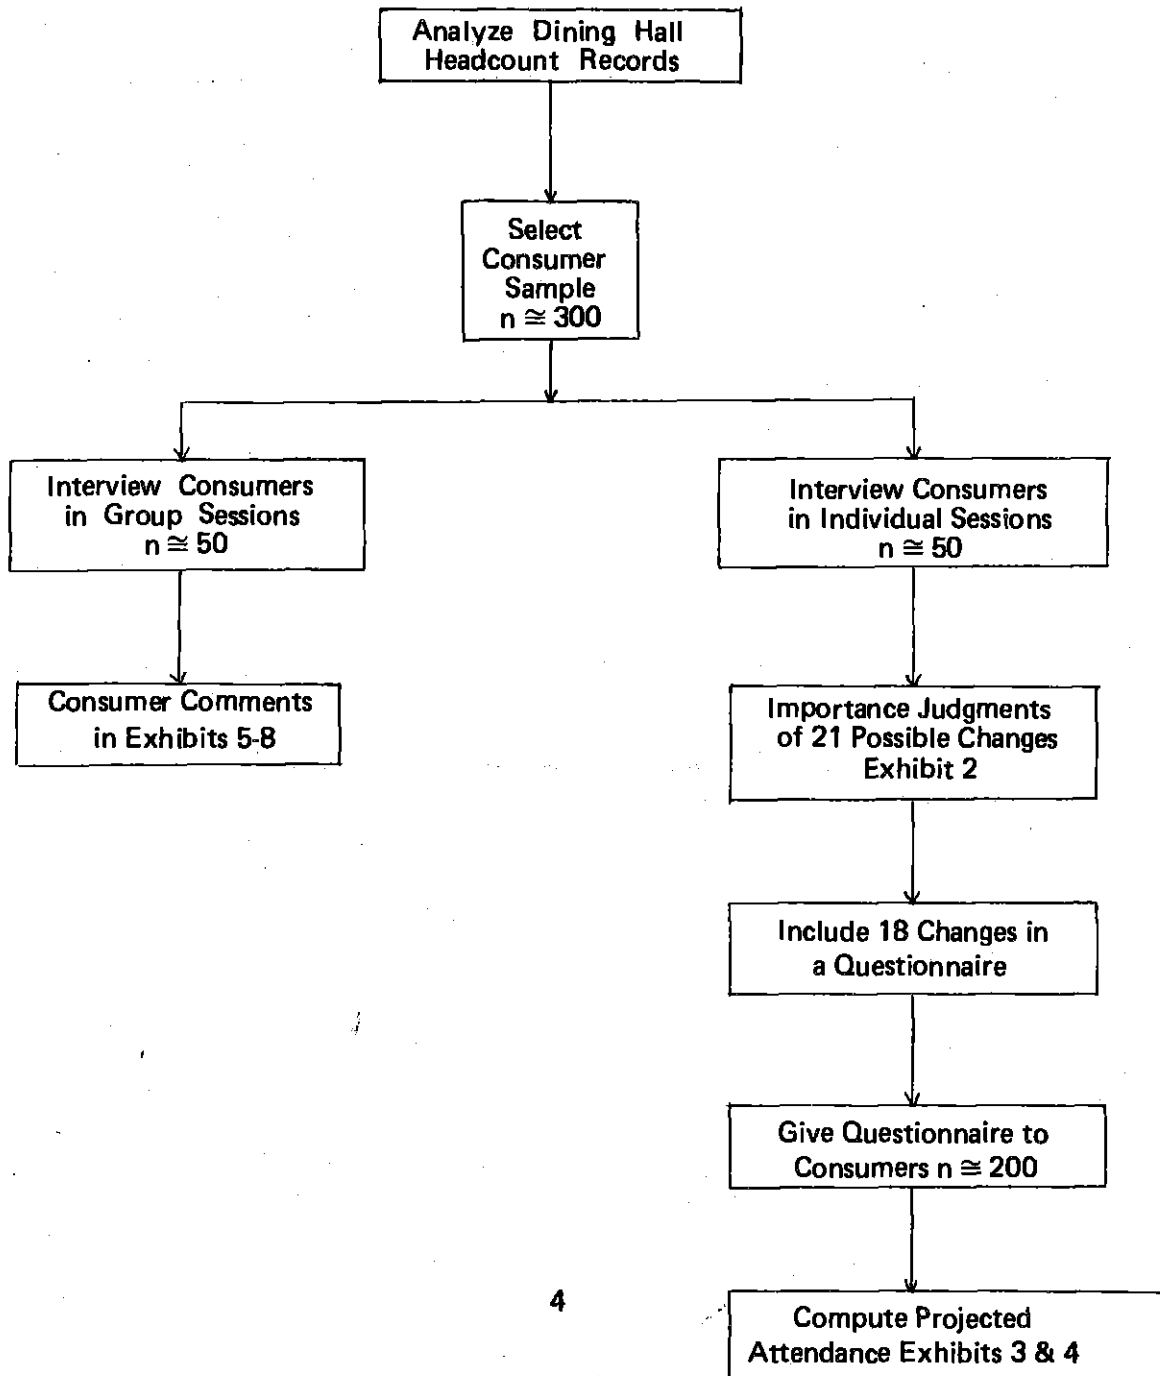 Analyze Dining Hall
Headcount Records
Select
Consumer
Sample
n ≅ 300
Interview Consumers
in Group Sessions
n ≅ 50
Consumer Comments
in Exhibits 5-8
Interview Consumers
in Individual Sessions
n ≅ 50
Importance Judgments
of 21 Possible Changes
Exhibit 2
Include 18 Changes in
a Questionnaire
Give Questionnaire to
Consumers n ≅ 200
Compute Projected
Attendance Exhibits 3 & 4
4